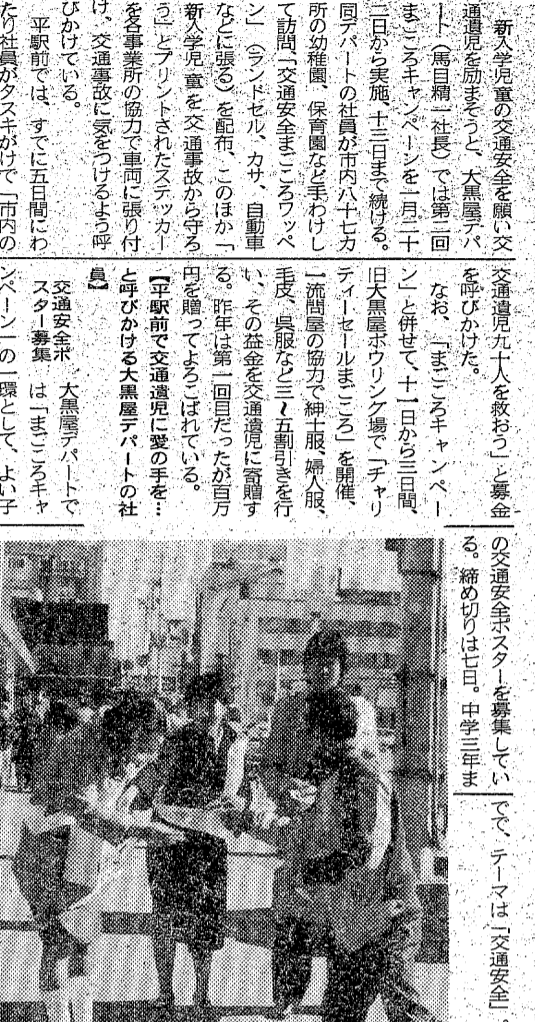 新入学児童の交通安全を願い交
通遺児を励まそうと、大黒屋デパ
ート（馬目精一社長）では第二回
まごころキャンペーンを一月二十
二日から実施、十三日まで続ける。
同デパートの社員が市内八十七カ
所の幼稚園、保育園など手わけし
て訪問、「交通安全まごころワッペ
ン」（ランドセル、カサ、自動車
などに張る）を配布、このほか「
新入学児童を交通事故から守ろ
う」とプリントされたステッカー
を各事業所の協力で車両に張り付
け、交通事故に気をつけるよう呼
びかけている。
平駅前では、すでに五日間にわ
たり社員がタスキがけで「市内の
交通遺児九十人を救おう」と募金
を呼びかけた。
なお、「まごころキャンペー
ン」と併せて、十一日から三日間、
旧大黒屋ボウリング場で「チャリ
ティーセールまごころ」を開催、
一流問屋の協力で紳士服、婦人服、
毛皮、呉服など三〜五割引きを行
い、その益金を交通遺児に寄贈す
る。昨年は第一回目だったが百万
円を贈ってよろこばれている。
【平駅前で交通遺児に愛の手を…
と呼びかける大黒屋デパートの社
員】
交通安全ポ
スター募集
大黒屋デパートで
は「まごころキャ
ンペーン」の一環として、よい子
の交通安全ポスターを募集してい
る。締め切りは七日。中学三年ま
でで、テーマは「交通安全」。